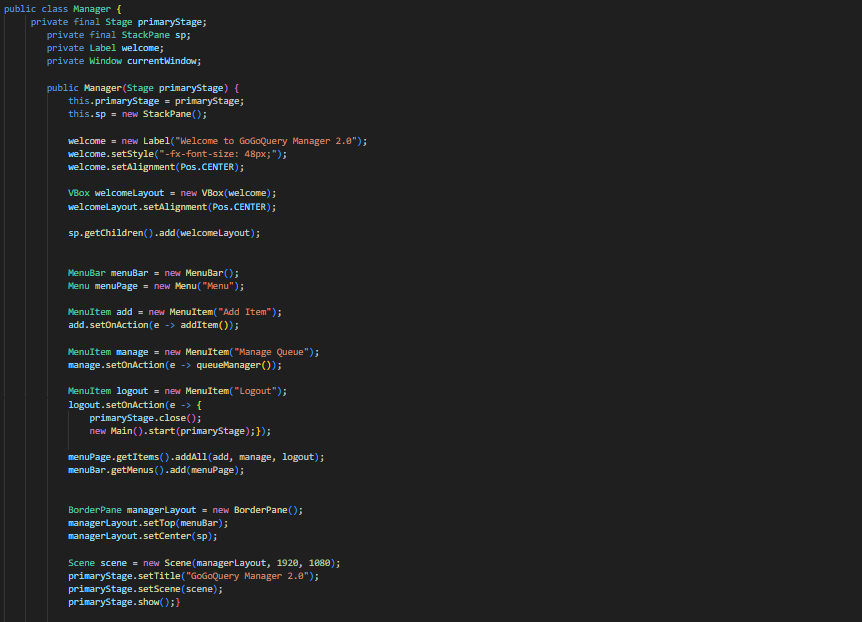 public class Manager {
private final Stage primaryStage;
private final StackPane sp;
private Label welcome;
private Window currentWindow;
public Manager(Stage primaryStage) {
this.primaryStage = primaryStage;
this.sp = new StackPane();
welcome = new Label("Welcome to GoGoQuery Manager 2.0");
welcome.setStyle("-fx-font-size: 48px;");
welcome.setAlignment(Pos.CENTER);
VBox welcomeLayout = new VBox(welcome);
welcomeLayout.setAlignment(Pos.CENTER);
sp.getChildren().add(welcomeLayout);
MenuBar menuBar = new MenuBar();
Menu menuPage = new Menu("Menu");
MenuItem add = new MenuItem("Add Item");
add.setOnAction(e -> addItem());
MenuItem manage = new MenuItem("Manage Queue");
manage.setOnAction(e -> queueManager());
MenuItem logout = new MenuItem("Logout");
logout.setOnAction(e -> {
primaryStage.close();
new Main().start(primaryStage);});
menuPage.getItems().addAll(add, manage, logout);
menuBar.getMenus().add(menuPage);
BorderPane managerLayout = new BorderPane();
managerLayout.setTop(menuBar);
managerLayout.setCenter(sp);
Scene scene = new Scene(managerLayout, 1920, 1080);
primaryStage.setTitle("GoGoQuery Manager 2.0");
primaryStage.setScene(scene);
primaryStage.show();}